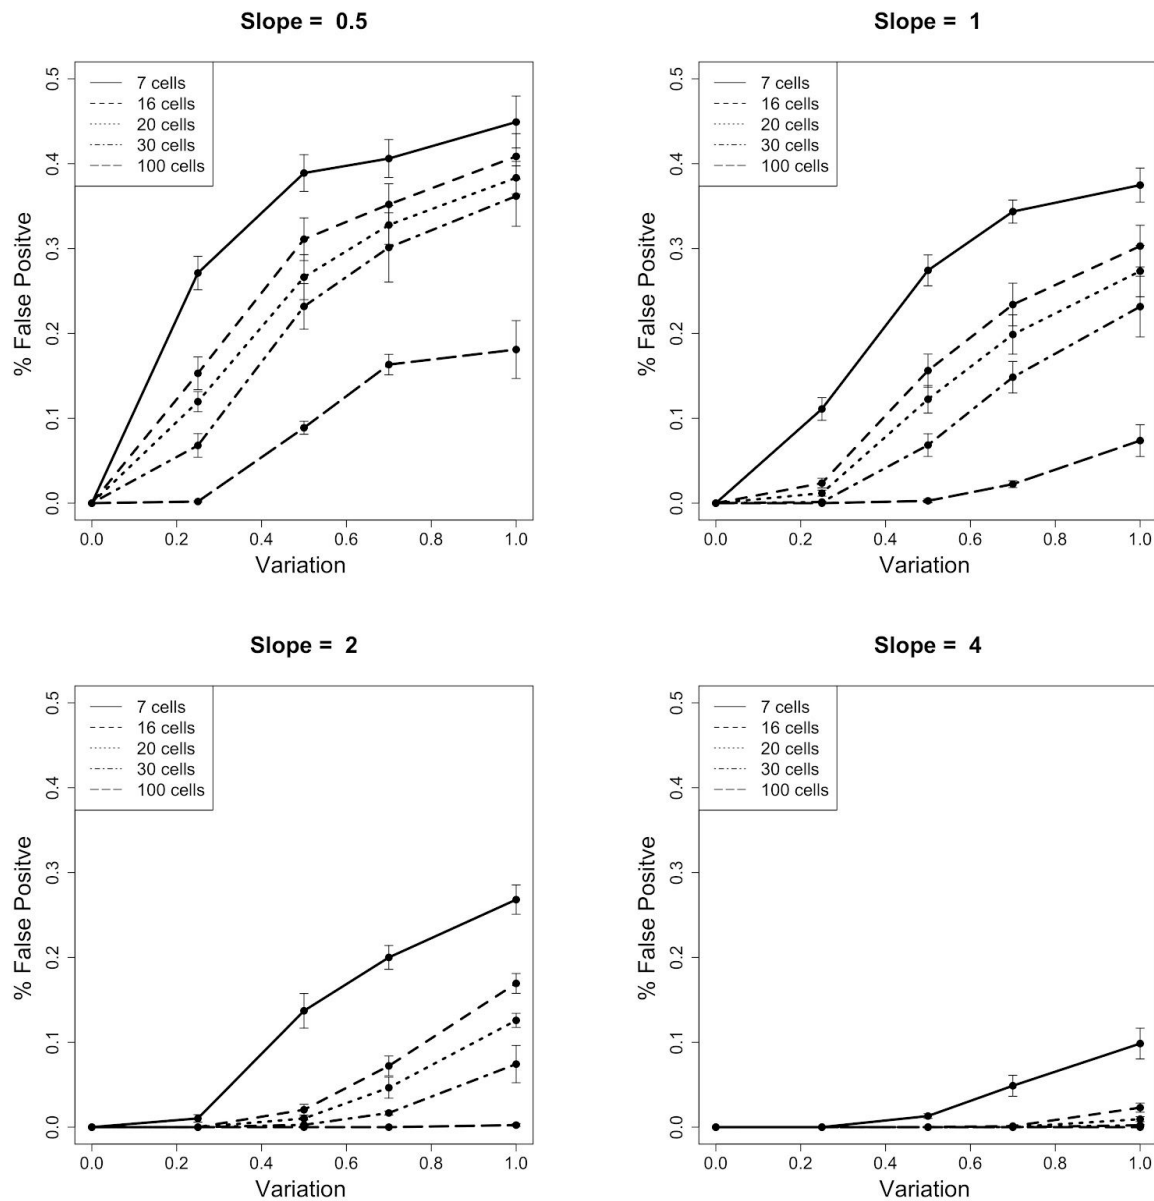 Slope = 0.5
7 cells
16 cells
20 cells
30 cells
100 cells
0.5
0.4
0.3
0.2
0.1
0.0
% False Positve
0.0 0.2 0.4 0.6 0.8 1.0
Variation
Slope = 1
7 cells
16 cells
20 cells
30 cells
100 cells
0.5
0.4
0.3
0.2
0.1
0.0
% False Positve
0.0 0.2 0.4 0.6 0.8 1.0
Variation
Slope = 2
7 cells
16 cells
20 cells
30 cells
100 cells
0.5
0.4
0.3
0.2
0.1
0.0
% False Positve
0.0 0.2 0.4 0.6 0.8 1.0
Variation
Slope = 4
7 cells
16 cells
20 cells
30 cells
100 cells
0.5
0.4
0.3
0.2
0.1
0.0
% False Positve
0.0 0.2 0.4 0.6 0.8 1.0
Variation